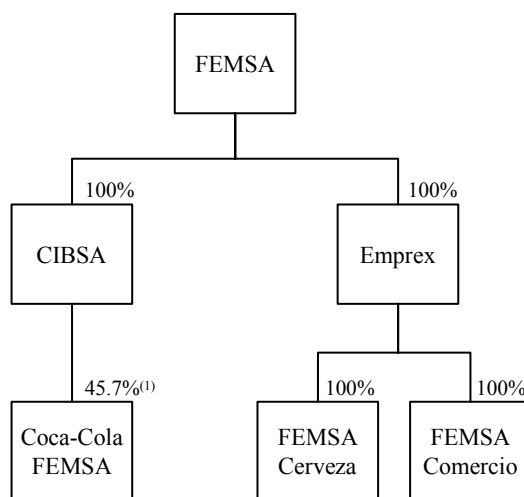 FEMSA
100%
100%
CIBSA
Emprex
45.7%(1)
100%
100%
Coca-Cola
FEMSA
FEMSA
Cerveza
FEMSA
Comercio